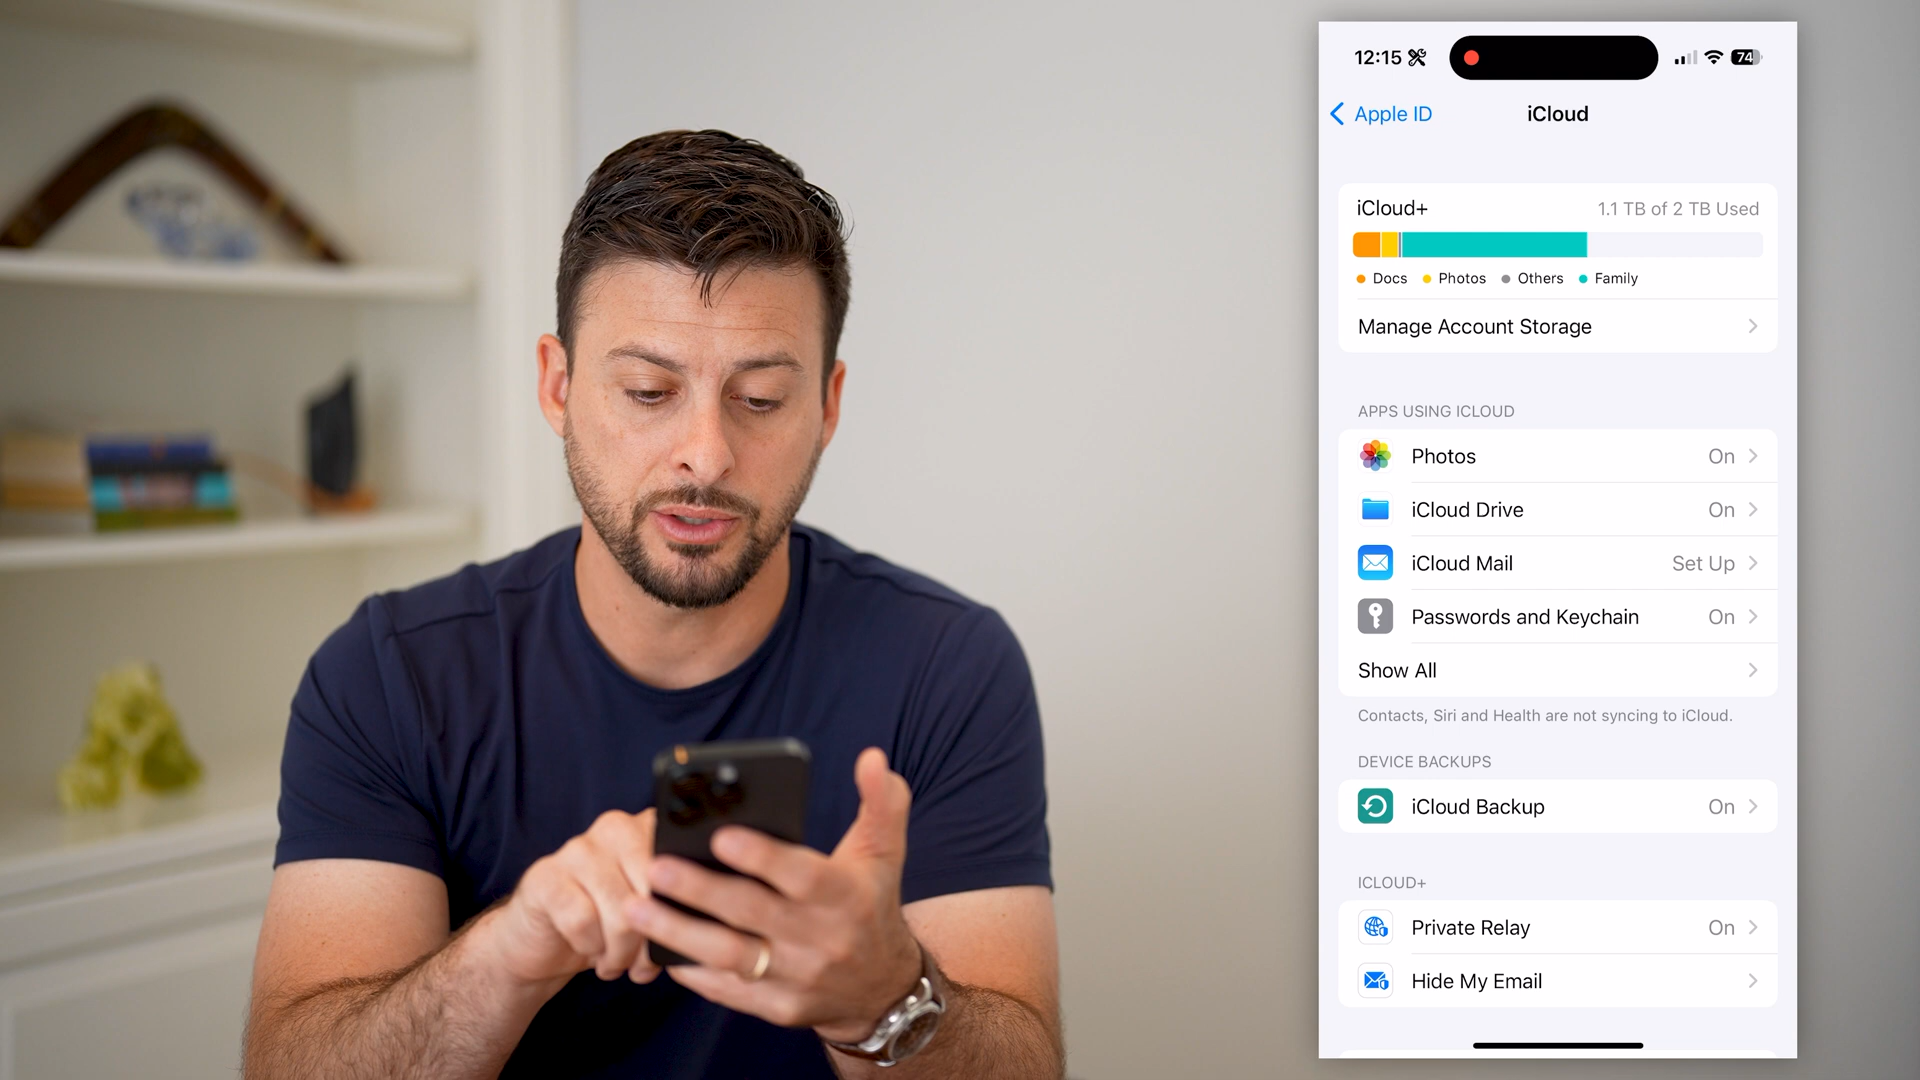 12:15
74
Apple ID
iCloud
iCloud+ 1.1 TB of 2 TB Used
Docs Photos Others Family
Manage Account Storage
APPS USING ICLOUD
Photos On
iCloud Drive On
iCloud Mail Set Up
Passwords and Keychain On
Show All
Contacts, Siri and Health are not syncing to iCloud.
DEVICE BACKUPS
iCloud Backup On
ICLOUD+
Private Relay On
Hide My Email